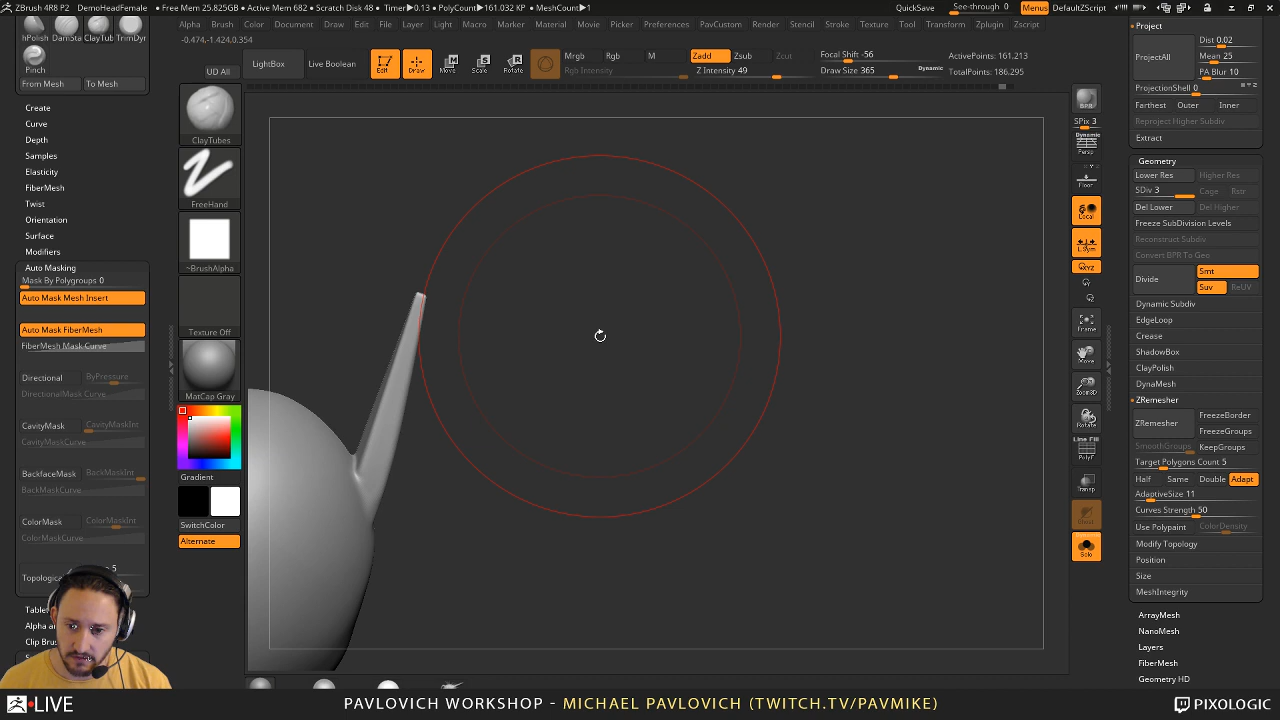 ZBrush 4R8 P2 DemoHeadFemale • Free Mem 25.825GB • Active Mem 682 • Scratch Disk 48 • PolyCount▶161.032 KP • MeshCount▶1
QuickSave See-through 0 Menus DefaultZScript
Alpha Brush Color Document Draw Edit File Layer Light Macro Marker Material Movie Picker Preferences PavCustom Render Stencil Stroke Texture Tool Transform Zplugin Zscript
hPolish DamSta ClayTub TrimDyr
Pinch
From Mesh To Mesh
Create
Curve
Depth
Samples
Elasticity
FiberMesh
Twist
Orientation
Surface
Modifiers
Auto Masking
Mask By Polygroups 0
Auto Mask Mesh Insert
Auto Mask FiberMesh
FiberMesh Mask Curve
Directional ByPressure
DirectionalMask Curve
CavityMask CavityMaskInt
CavityMaskCurve
BackfaceMask BackMaskInt
BackMaskCurve
ColorMask ColorMaskInt
ColorMaskCurve
5
Topological
Tablet
Alpha an
Clip Bru
-0.474,-1.424,0.354
UD All LightBox Live Boolean Edit Draw Move Scale Rotate
Mrgb Rgb M Zadd Zsub
Rgb Intensity Z Intensity 49
Focal Shift -56
Draw Size 365 Dynamic
ActivePoints: 161.213
TotalPoints: 186.295
ClayTubes
FreeHand
~BrushAlpha
Texture Off
MatCap Gray
Gradient
SwitchColor
Alternate
BPR
SPix 3
Dynamic
Persp
Floor
Local
L.Sym
XYZ
Frame
Move
Zoom3D
Rotate
Line Fill
PolyF
Transp
Solo
Project
ProjectAll Dist 0.02
Mean 25
PA Blur 10
ProjectionShell 0
Farthest Outer Inner
Reproject Higher Subdiv
Extract
Geometry
Lower Res Higher Res
SDiv 3 Cage Rstr
Del Lower Del Higher
Freeze SubDivision Levels
Reconstruct Subdiv
Convert BPR To Geo
Divide Smt
Suv ReUV
Dynamic Subdiv
EdgeLoop
Crease
ShadowBox
ClayPolish
DynaMesh
ZRemesher
ZRemesher FreezeBorder
FreezeGroups
SmoothGroups KeepGroups
Target Polygons Count 5
Half Same Double Adapt
AdaptiveSize 11
Curves Strength 50
Use Polypaint ColorDensity
Modify Topology
Position
Size
MeshIntegrity
ArrayMesh
NanoMesh
Layers
FiberMesh
Geometry HD
LIVE
PAVLOVICH WORKSHOP - MICHAEL PAVLOVICH (TWITCH.TV/PAVMIKE)
PIXOLOGIC